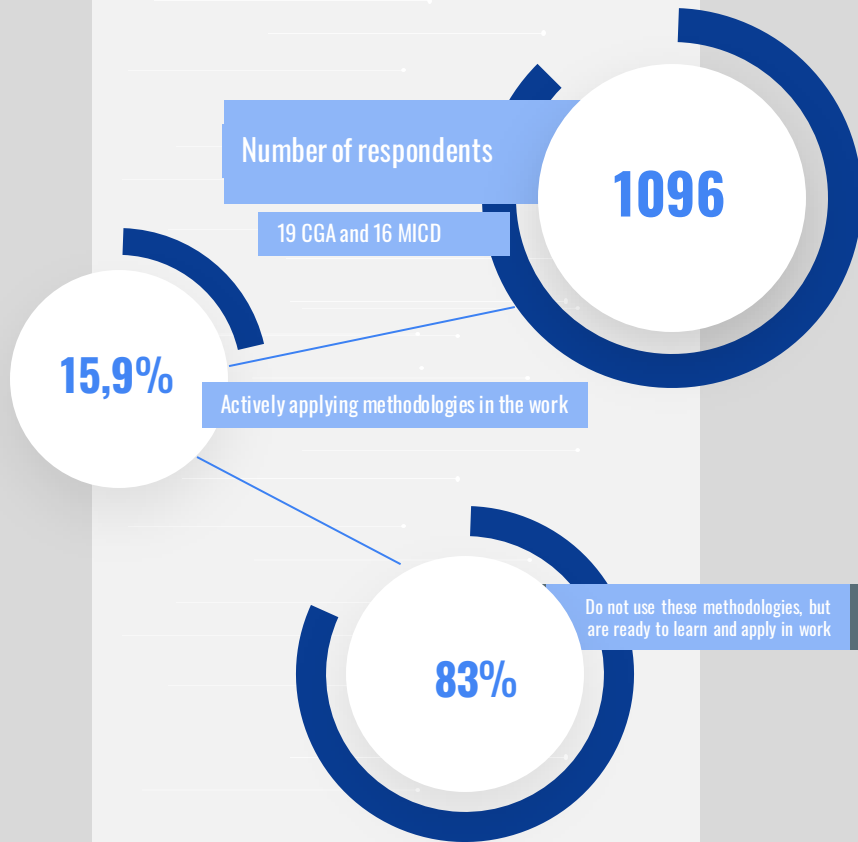 Number of respondents
1096
19 CGA and 16 MICD
15,9%
Actively applying methodologies in the work
Do not use these methodologies, but
are ready to learn and apply in work
83%